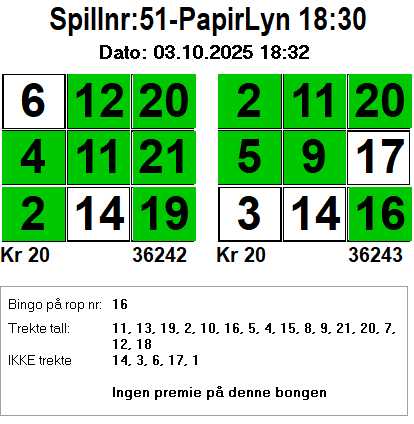 Spillnr:51-PapirLyn 18:30
Dato: 03.10.2025 18:32
6 12 20 2 11 20
4 11 21 5 9 17
2 14 19 3 14 16
Kr 20 36242 Kr 20 36243
Bingo på rop nr: 16
Trekte tall: 11, 13, 19, 2, 10, 16, 5, 4, 15, 8, 9, 21, 20, 7,
12, 18
IKKE trekte 14, 3, 6, 17, 1
Ingen premie på denne bongen